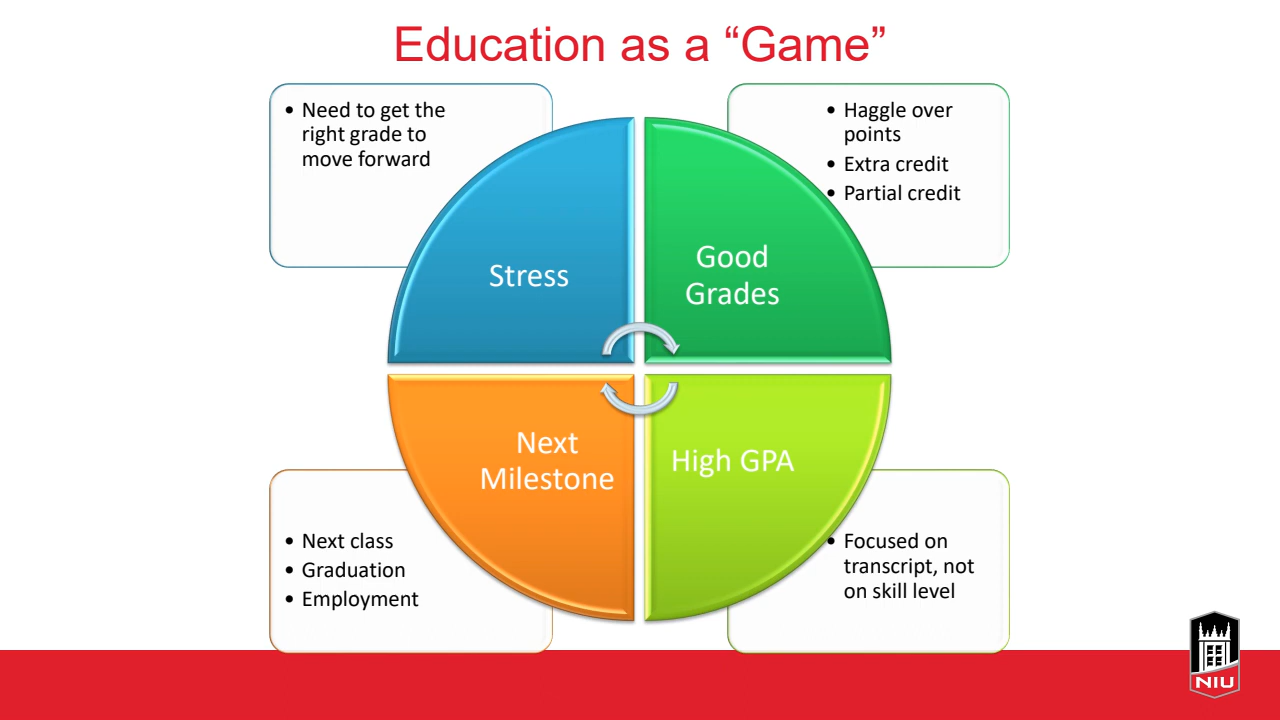 Education as a “Game”
• Need to get the
right grade to
move forward
• Haggle over
points
• Extra credit
• Partial credit
Stress
Good
Grades
Next
Milestone
High GPA
• Next class
• Graduation
• Employment
• Focused on
transcript, not
on skill level
NIU